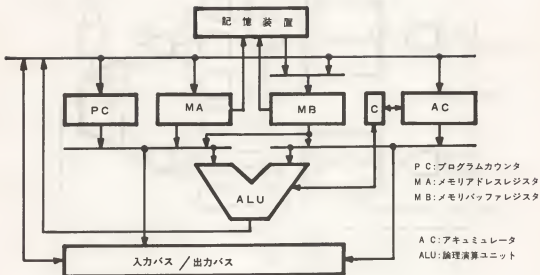 記憶装置
PC
MA
MB
C
AC
ALU
入力バス／出力バス
PC:プログラムカウンタ
MA:メモリアドレスレジスタ
MB:メモリバッファレジスタ
AC:アキュミュレータ
ALU:論理演算ユニット